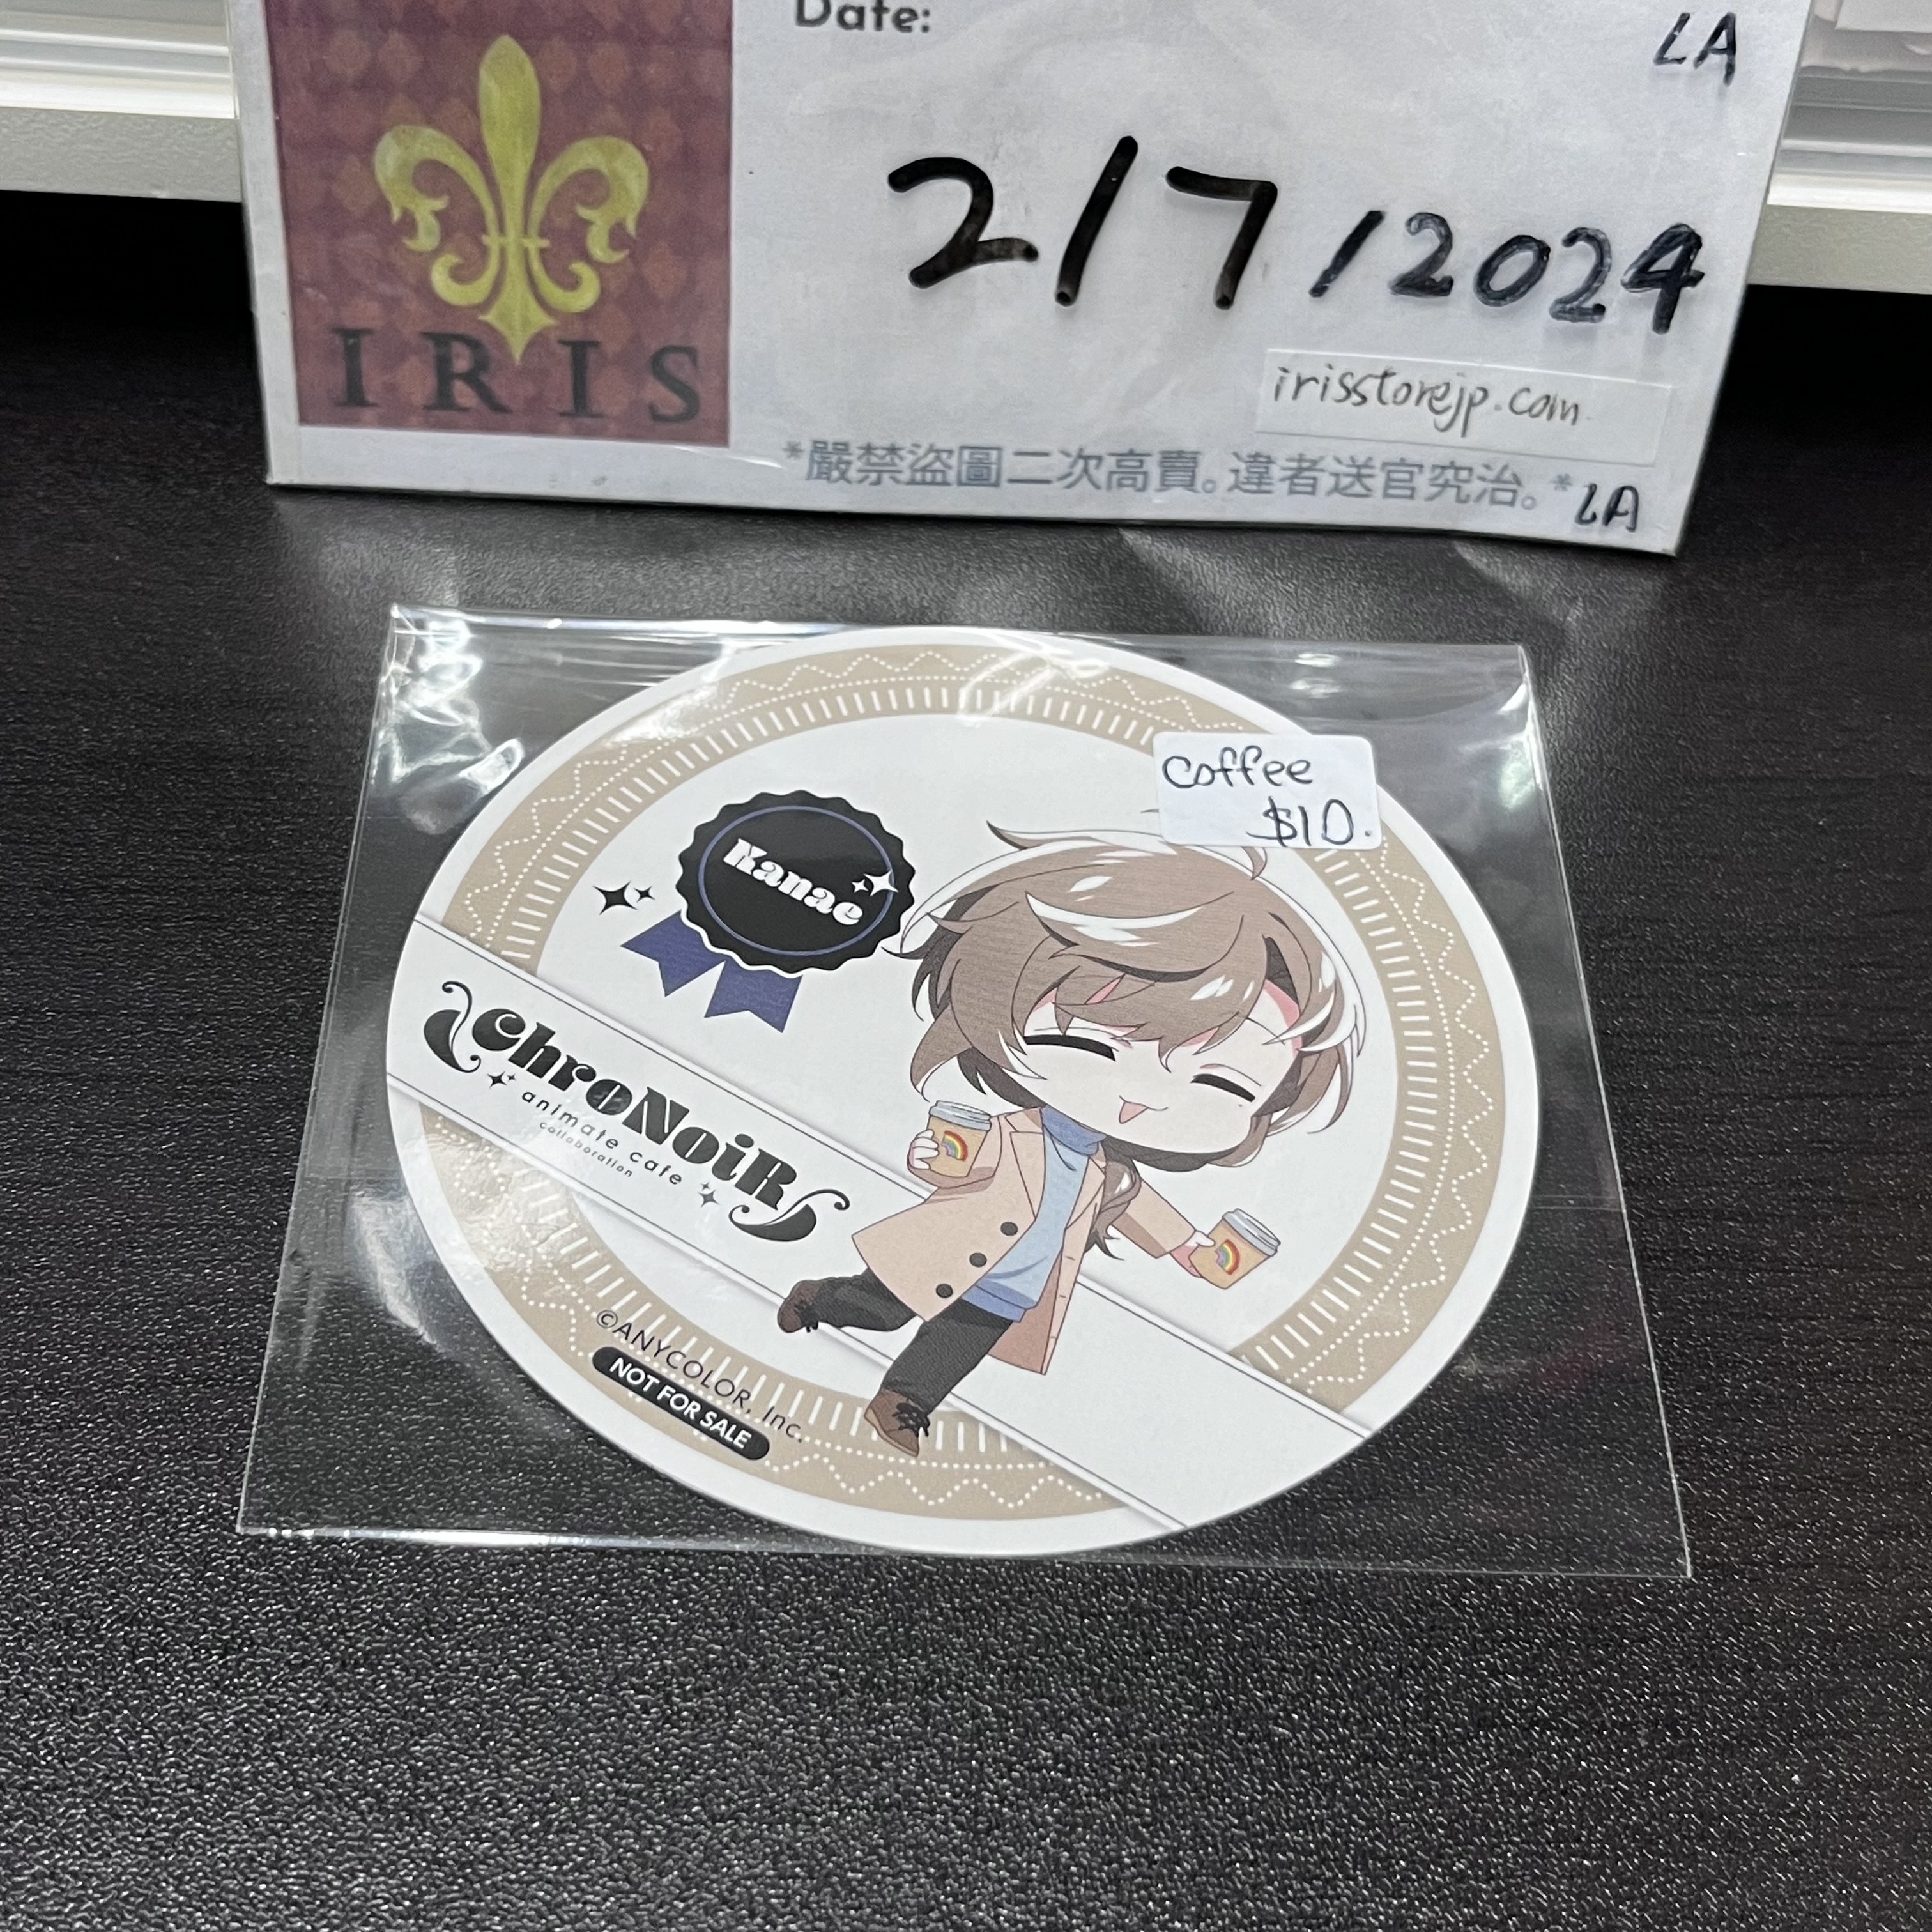 Date:
LA
2/7/2024
IRIS
irisstorejp.com
*嚴禁盜圖二次高賣。違者送官究治。*
LA
Coffee
$10.
Kanae
ChroNoiR
animate cafe
collaboration
©ANYCOLOR, Inc.
NOT FOR SALE